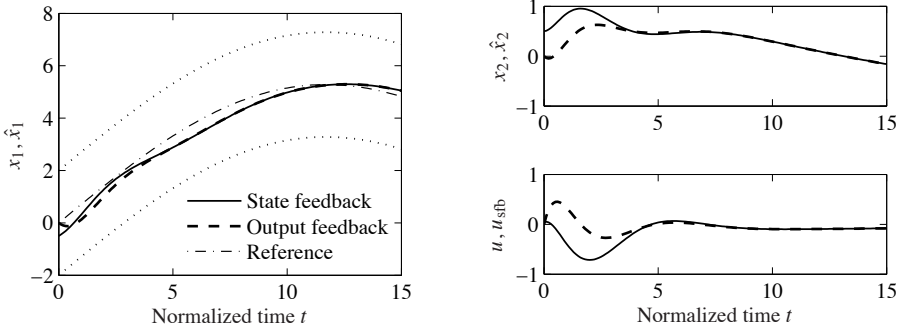 x₁, x̂₁
8
6
4
2
0
−2
0 5 10 15
Normalized time t
State feedback
Output feedback
Reference
x₂, x̂₂
1
0
−1
0 5 10 15
u, u_sfb
1
0
−1
0 5 10 15
Normalized time t